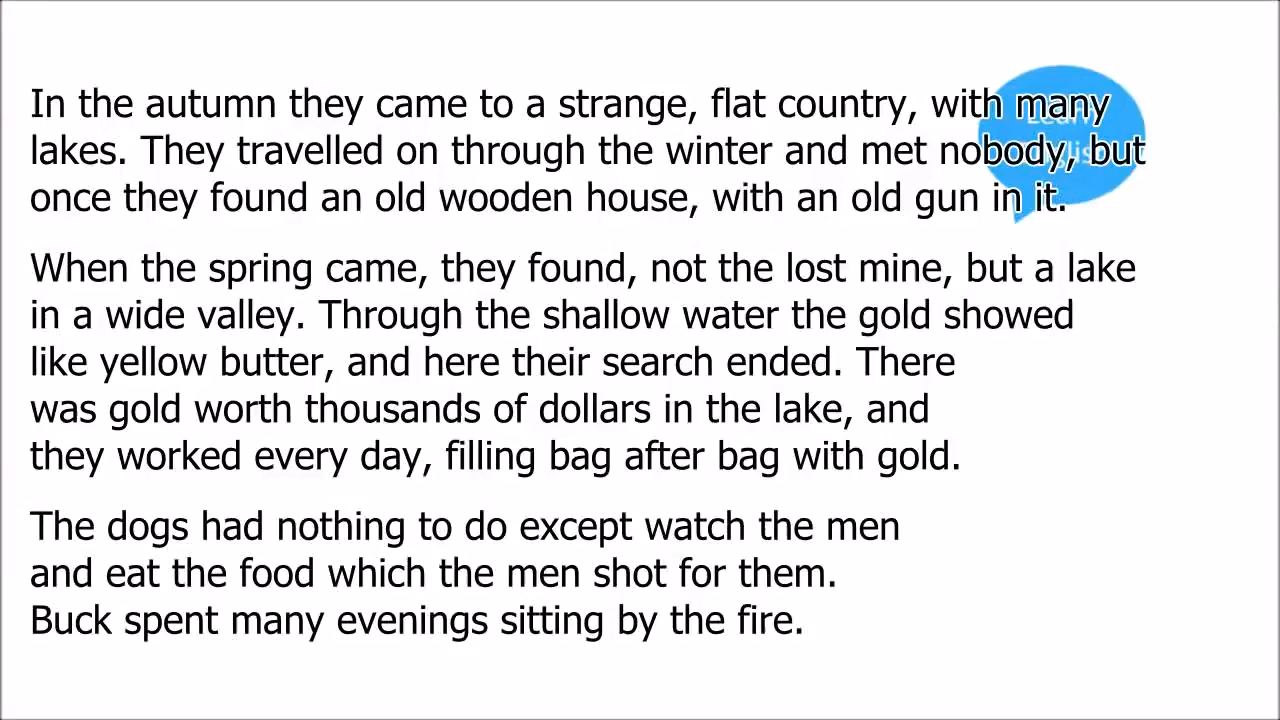 In the autumn they came to a strange, flat country, with many
lakes. They travelled on through the winter and met nobody, but
once they found an old wooden house, with an old gun in it.
When the spring came, they found, not the lost mine, but a lake
in a wide valley. Through the shallow water the gold showed
like yellow butter, and here their search ended. There
was gold worth thousands of dollars in the lake, and
they worked every day, filling bag after bag with gold.
The dogs had nothing to do except watch the men
and eat the food which the men shot for them.
Buck spent many evenings sitting by the fire.